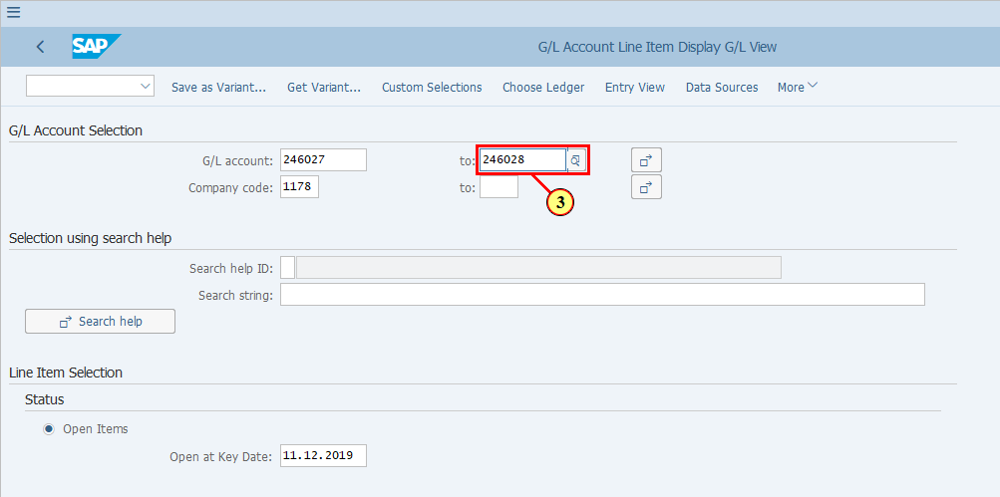 SAP G/L Account Line Item Display G/L View
Save as Variant... Get Variant... Custom Selections Choose Ledger Entry View Data Sources More
G/L Account Selection
G/L account: 246027 to: 246028
Company code: 1178 to:
3
Selection using search help
Search help ID:
Search string:
Search help
Line Item Selection
Status
Open Items
Open at Key Date: 11.12.2019